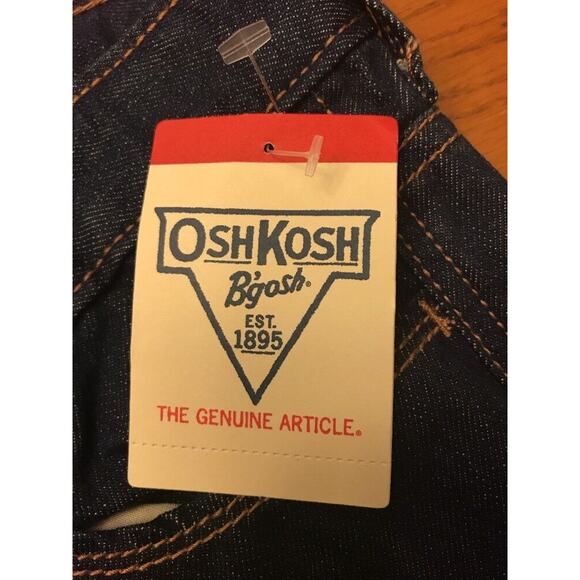 OSHKOSH
B'gosh®
EST.
1895
THE GENUINE ARTICLE®